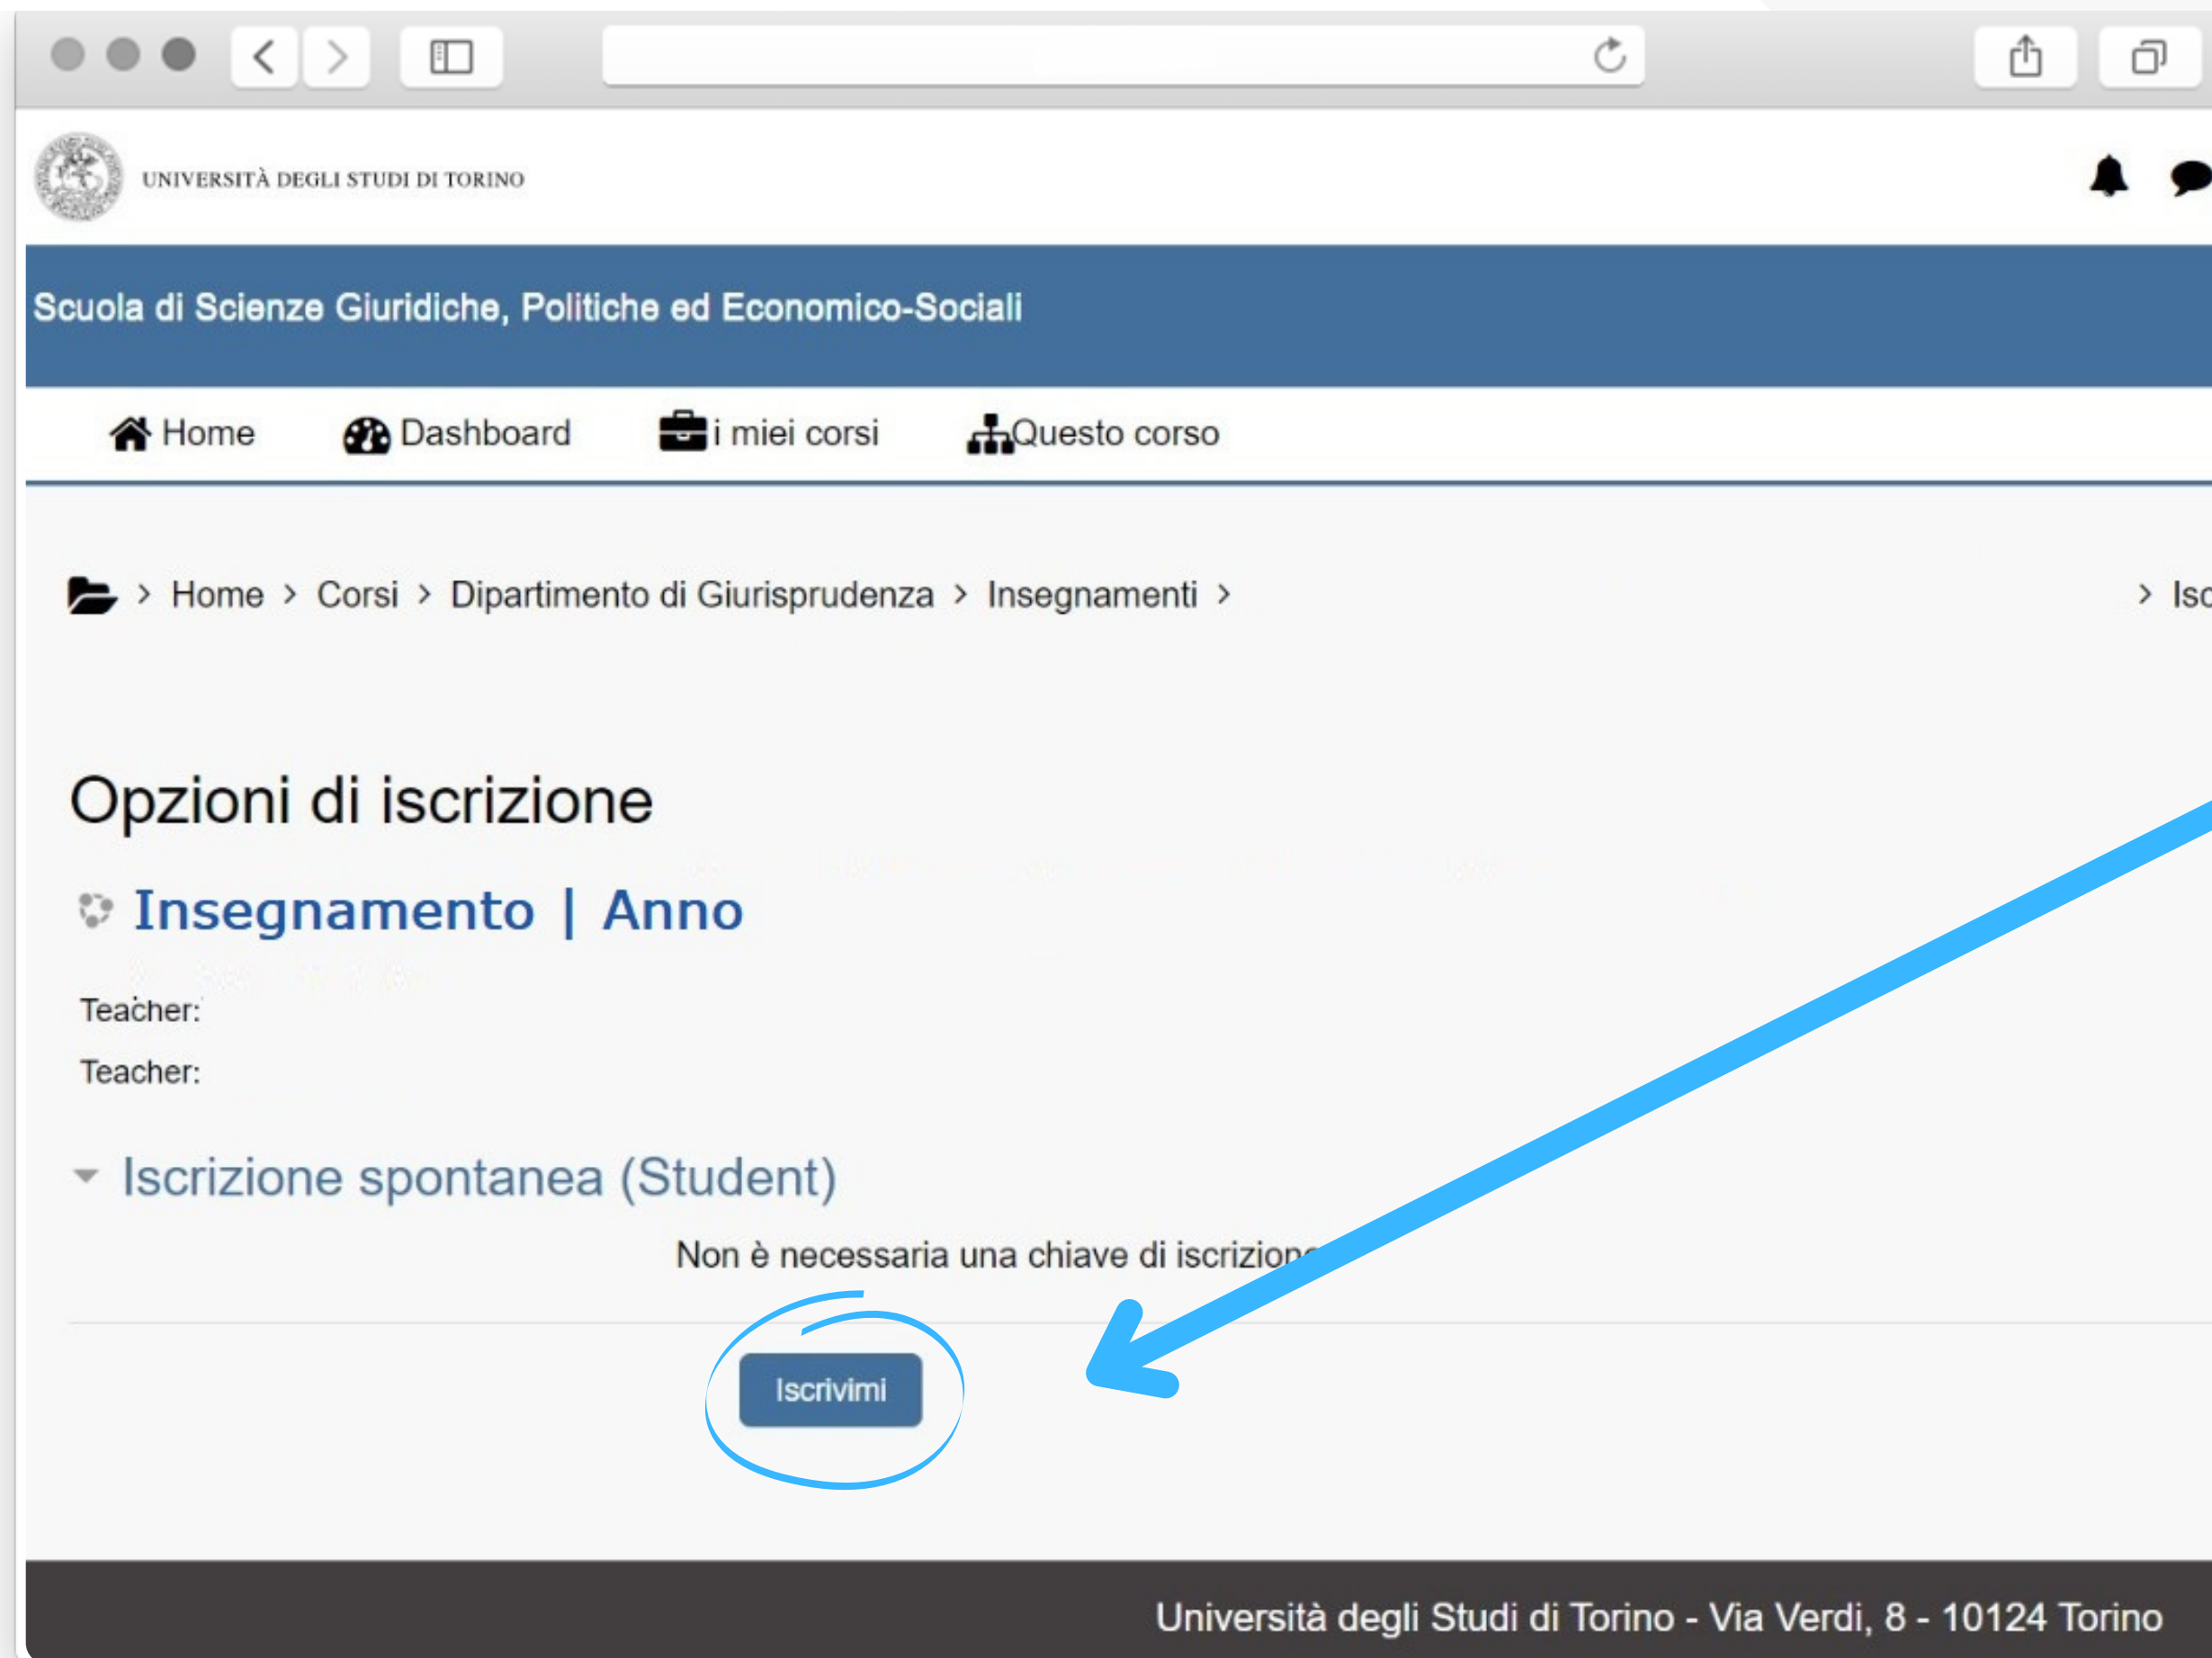 UNIVERSITÀ DEGLI STUDI DI TORINO
Scuola di Scienze Giuridiche, Politiche ed Economico-Sociali
Home Dashboard i miei corsi Questo corso
> Home > Corsi > Dipartimento di Giurisprudenza > Insegnamenti > >
Opzioni di iscrizione
Insegnamento | Anno
Teacher:
Teacher:
Iscrizione spontanea (Student)
Non è necessaria una chiave di iscrizione
Iscrivimi
Università degli Studi di Torino - Via Verdi, 8 - 10124 Torino